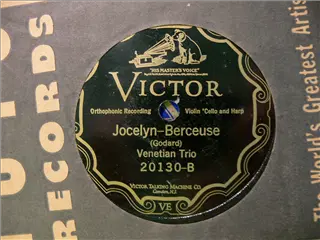 "HIS MASTER'S VOICE"
VICTOR
Orthophonic Recording Violin 'Cello and Harp
Jocelyn–Berceuse
(Godard)
Venetian Trio
20130-B
VICTOR TALKING MACHINE CO.
Camden, N.J.
VE
RECORDS
The World's Greatest Artis